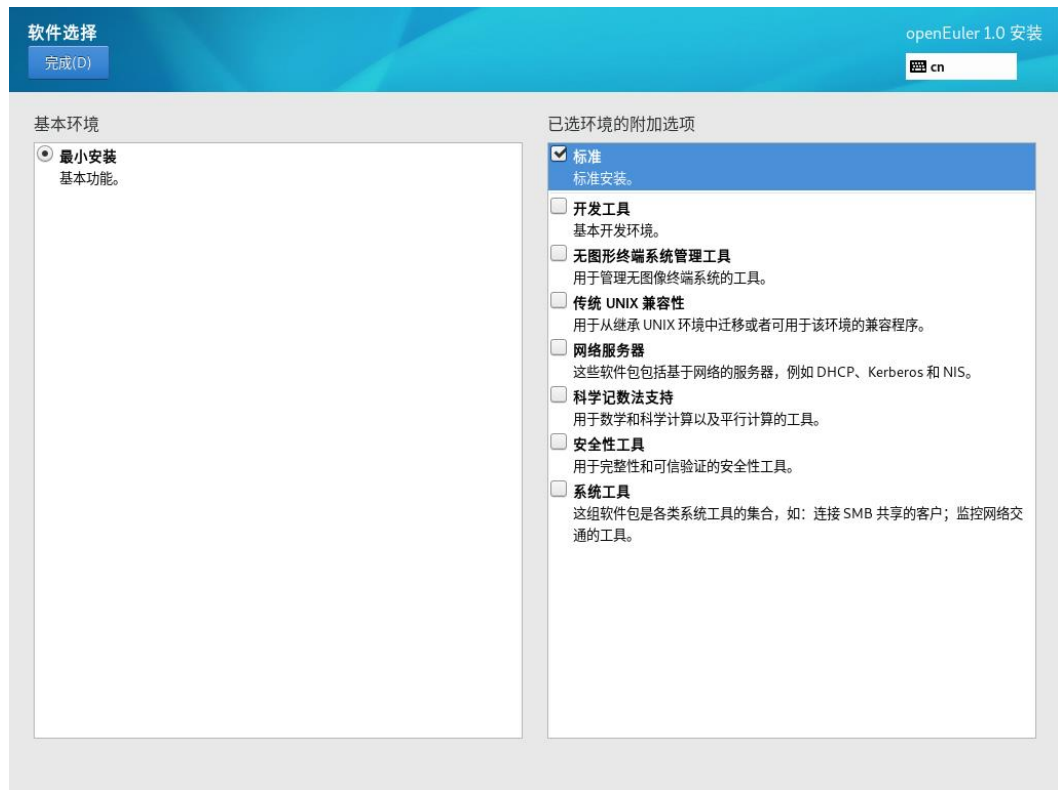 软件选择
完成(D)
openEuler 1.0 安装
cn
基本环境
最小安装
基本功能。
已选环境的附加选项
标准
标准安装。
开发工具
基本开发环境。
无图形终端系统管理工具
用于管理无图像终端系统的工具。
传统 UNIX 兼容性
用于从继承 UNIX 环境中迁移或者可用于该环境的兼容程序。
网络服务器
这些软件包包括基于网络的服务器，例如 DHCP、Kerberos 和 NIS。
科学记数法支持
用于数学和科学计算以及平行计算的工具。
安全性工具
用于完整性和可信验证的安全性工具。
系统工具
这组软件包是各类系统工具的集合，如：连接 SMB 共享的客户；监控网络交
通的工具。